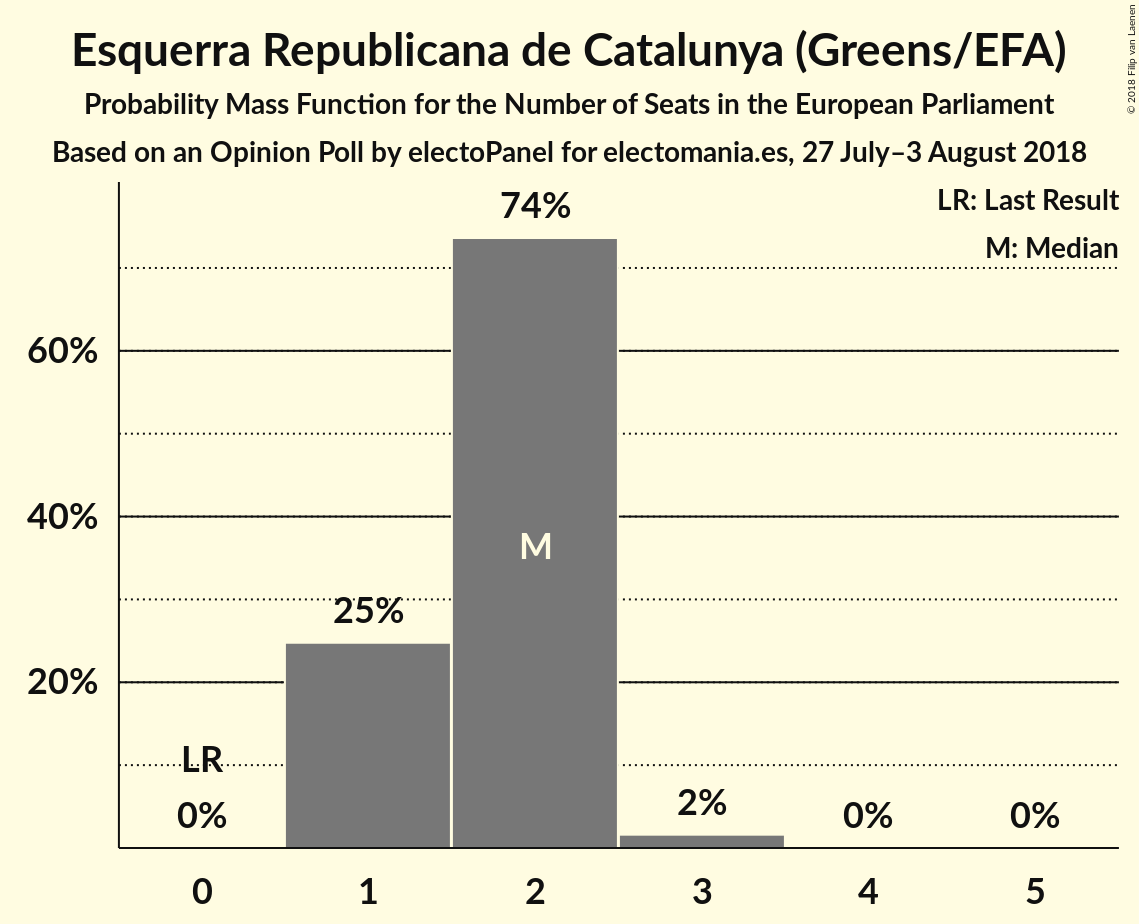 Esquerra Republicana de Catalunya (Greens/EFA)
Probability Mass Function for the Number of Seats in the European Parliament
Based on an Opinion Poll by electoPanel for electomania.es, 27 July–3 August 2018
© 2018 Filip van Laenen
LR: Last Result
M: Median
74%
60%
40%
M
25%
20%
LR
0%
2%
0%
0%
0 1 2 3 4 5